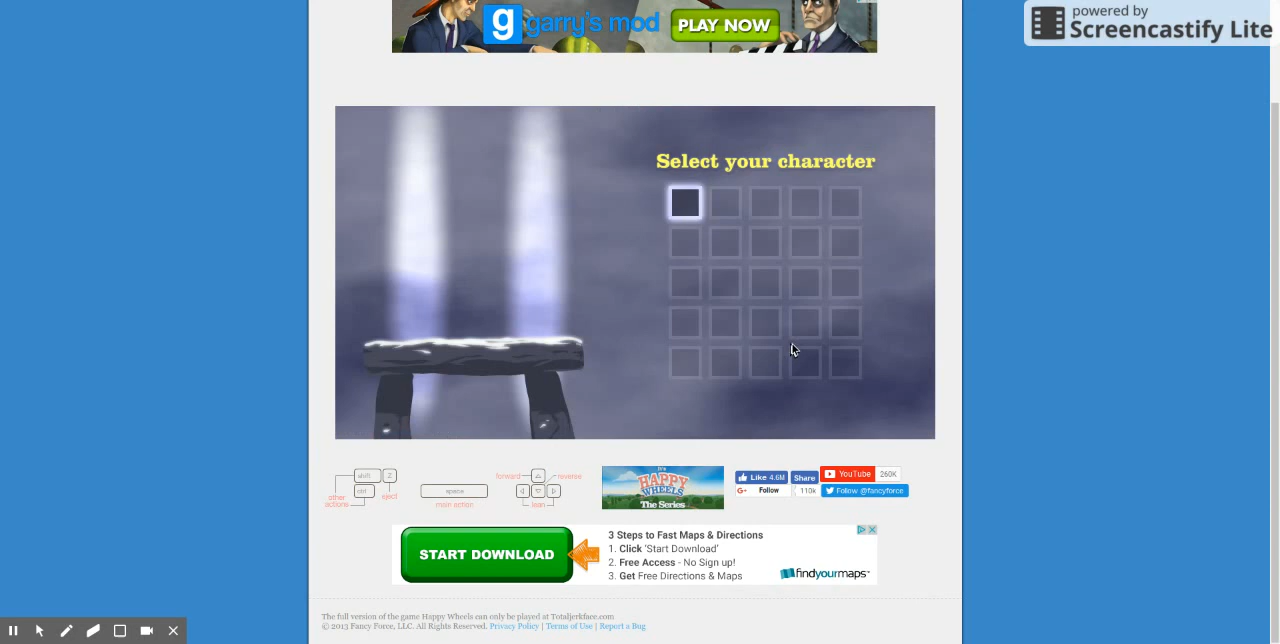 powered by
Screencastify Lite
g garry's mod PLAY NOW
Select your character
shift Z
ctrl
other
actions
eject
space
main action
forward
reverse
lean
It's
HAPPY
WHEELS
The Series
Like 4.6M Share
YouTube 260K
G+ Follow 110k
Follow @fancyforce
START DOWNLOAD
3 Steps to Fast Maps & Directions
1. Click 'Start Download'
2. Free Access - No Sign up!
3. Get Free Directions & Maps
findyourmaps™
The full version of the game Happy Wheels can only be played at Totaljerkface.com
© 2013 Fancy Force, LLC. All Rights Reserved. Privacy Policy | Terms of Use | Report a Bug